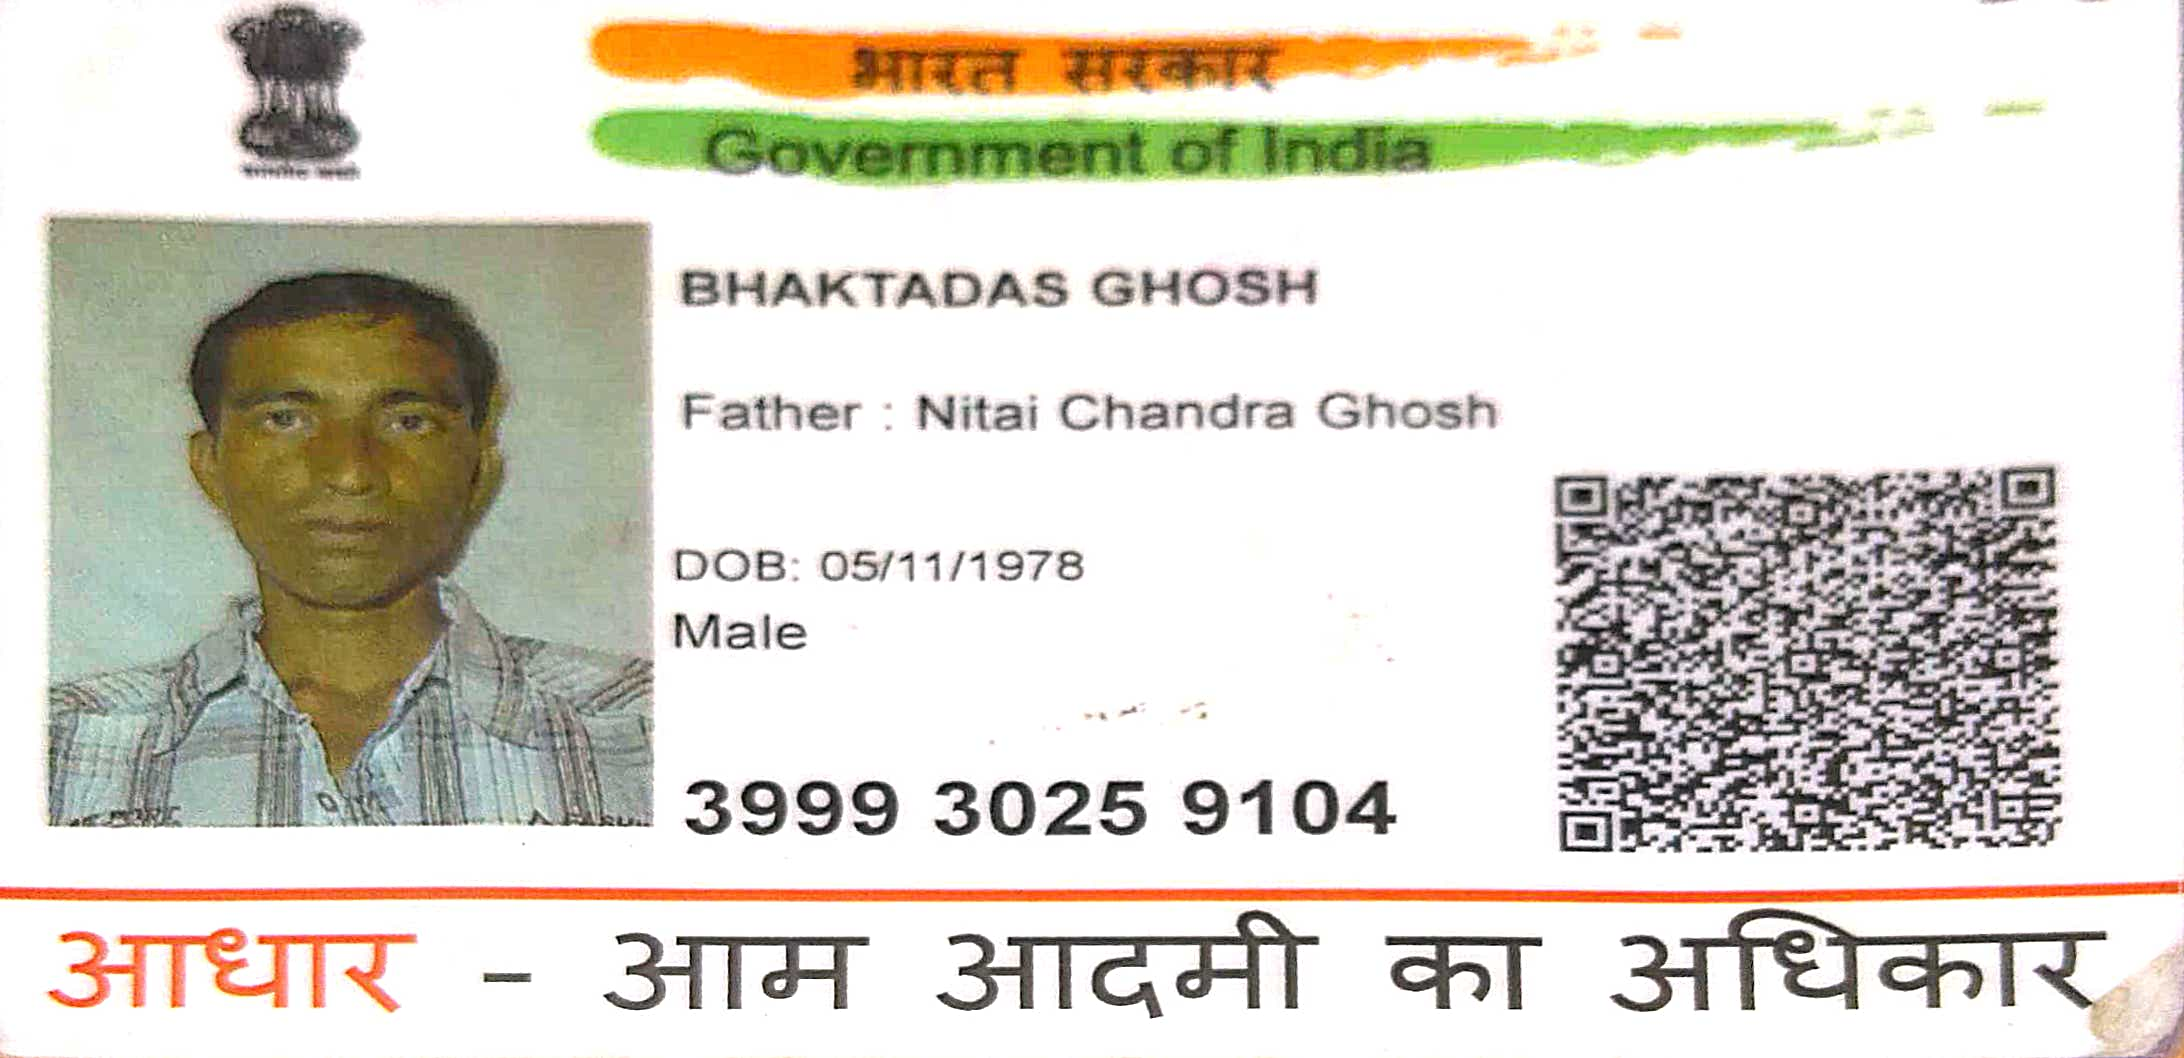 भारत सरकार
Government of India
BHAKTADAS GHOSH
Father : Nitai Chandra Ghosh
DOB: 05/11/1978
Male
3999 3025 9104
आधार - आम आदमी का अधिकार